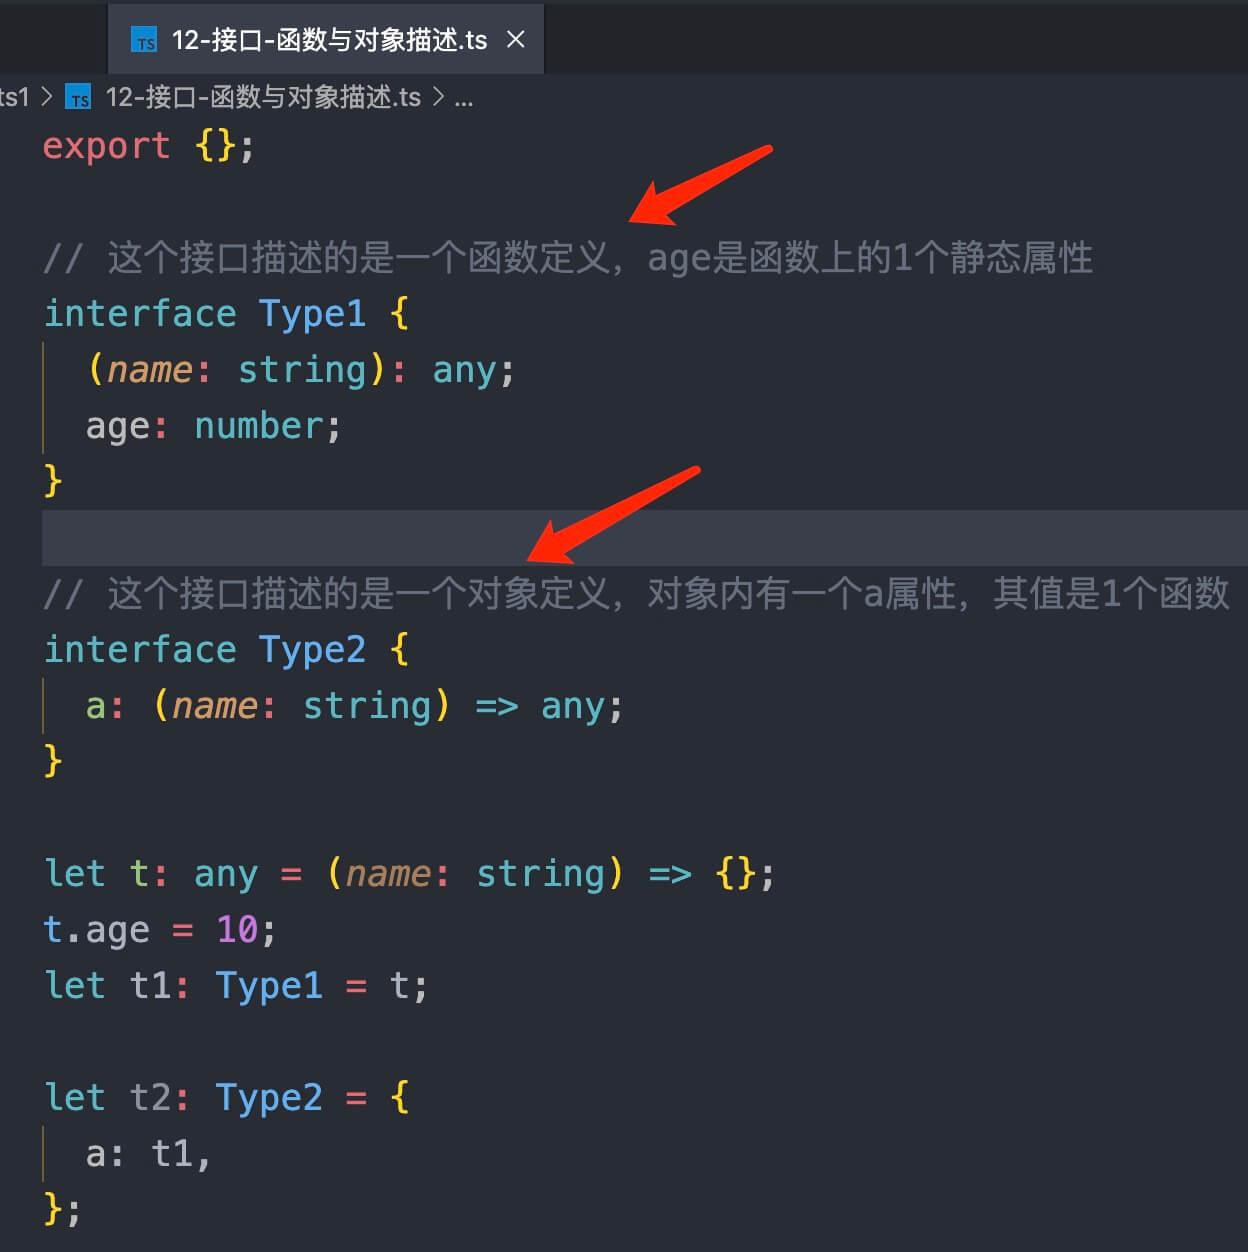 TS 12-接口-函数与对象描述.ts ×
ts1 > TS 12-接口-函数与对象描述.ts > ...
export {};
// 这个接口描述的是一个函数定义，age是函数上的1个静态属性
interface Type1 {
(name: string): any;
age: number;
}
// 这个接口描述的是一个对象定义，对象内有一个a属性，其值是1个函数
interface Type2 {
a: (name: string) => any;
}
let t: any = (name: string) => {};
t.age = 10;
let t1: Type1 = t;
let t2: Type2 = {
a: t1,
};